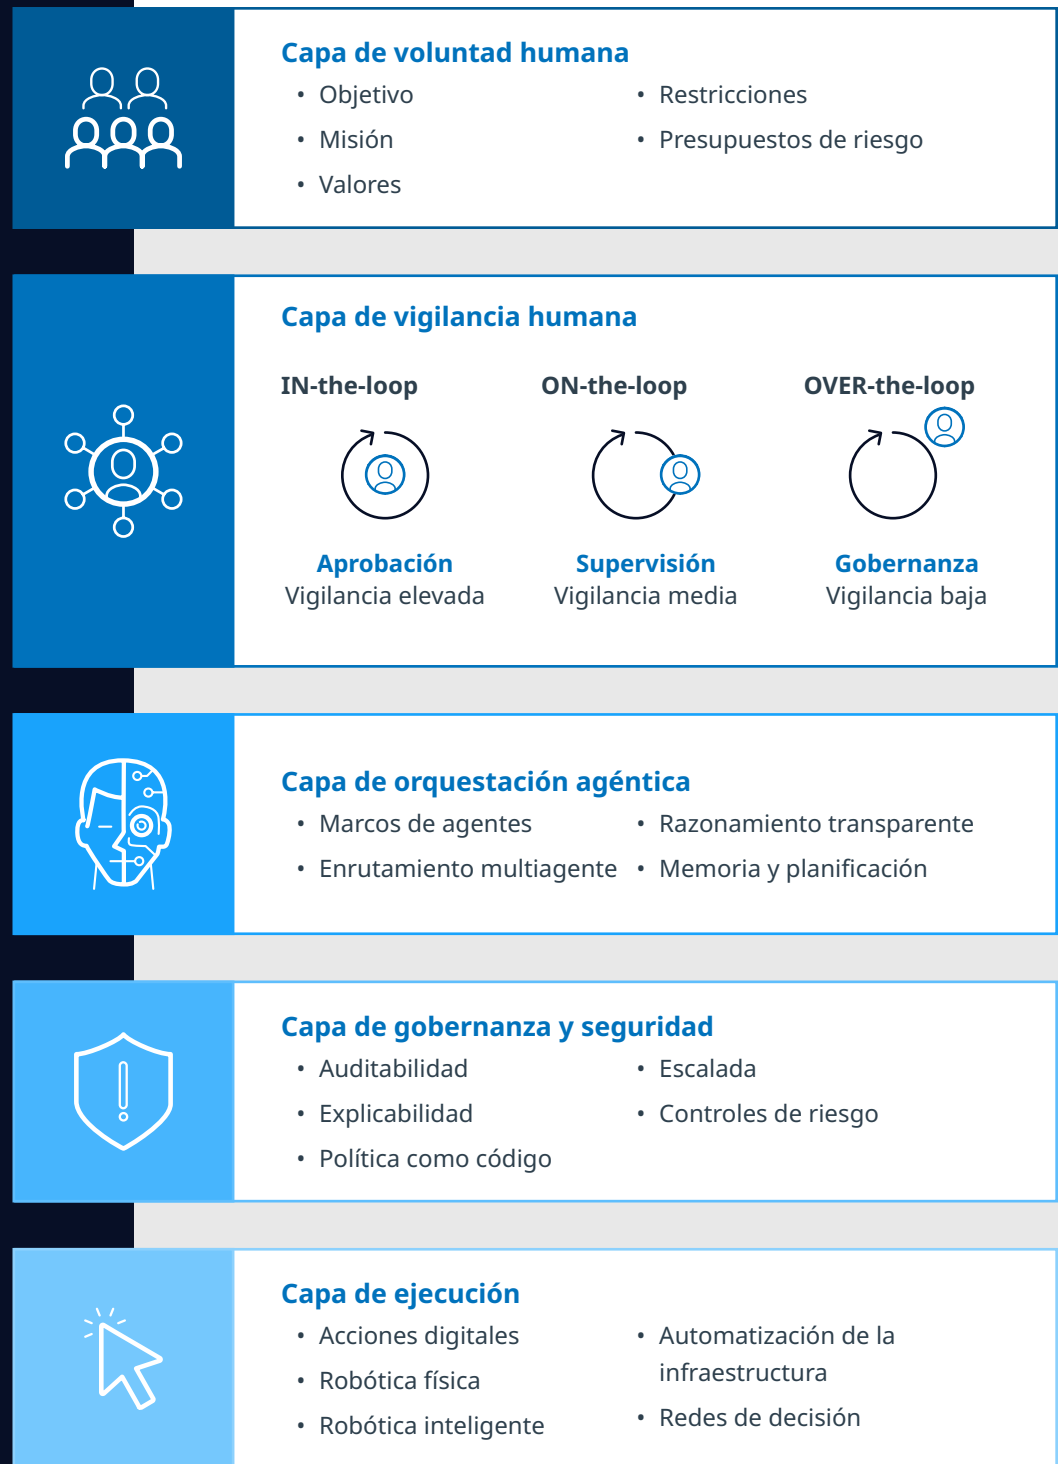 Capa de voluntad humana
• Objetivo
• Misión
• Valores
• Restricciones
• Presupuestos de riesgo
Capa de vigilancia humana
IN-the-loop
Aprobación
Vigilancia elevada
ON-the-loop
Supervisión
Vigilancia media
OVER-the-loop
Gobernanza
Vigilancia baja
Capa de orquestación agéntica
• Marcos de agentes
• Enrutamiento multiagente
• Razonamiento transparente
• Memoria y planificación
Capa de gobernanza y seguridad
• Auditabilidad
• Explicabilidad
• Política como código
• Escalada
• Controles de riesgo
Capa de ejecución
• Acciones digitales
• Robótica física
• Robótica inteligente
• Automatización de la
infraestructura
• Redes de decisión